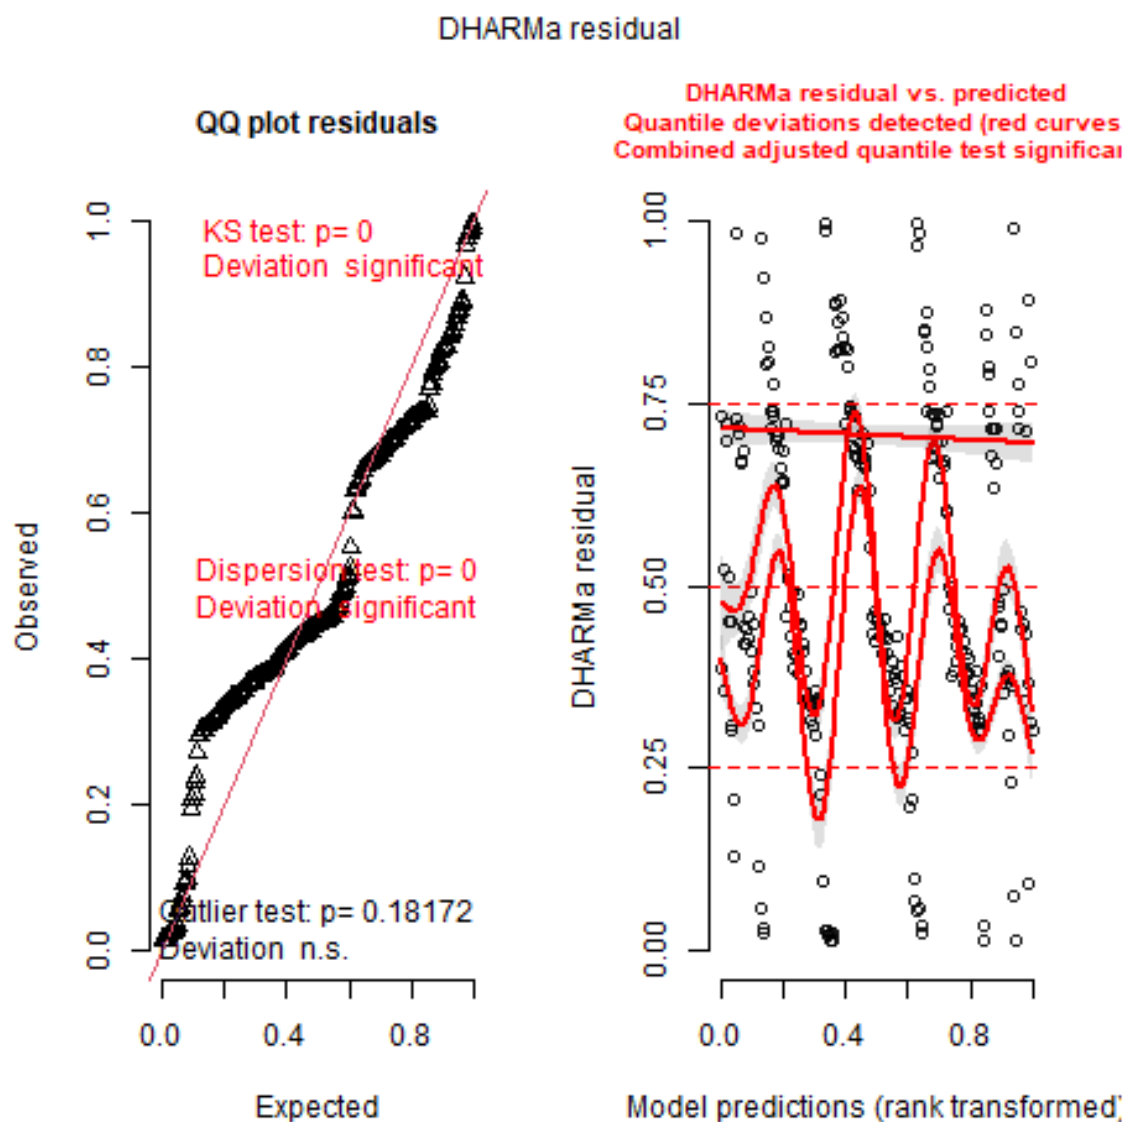 DHARMa residual
QQ plot residuals
KS test: p= 0
Deviation significant
Dispersion test: p= 0
Deviation significant
Outlier test: p= 0.18172
Deviation n.s.
Observed
0.0 0.2 0.4 0.6 0.8 1.0
0.0 0.4 0.8
Expected
DHARMa residual vs. predicted
Quantile deviations detected (red curves
Combined adjusted quantile test significan
DHARMa residual
0.00 0.25 0.50 0.75 1.00
0.0 0.4 0.8
Model predictions (rank transformed)